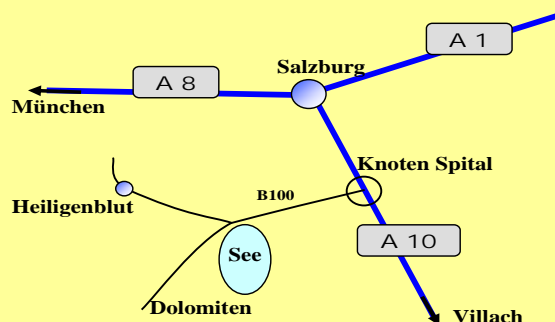 A 1
Salzburg
A 8
München
Knoten Spital
B100
Heiligenblut
A 10
See
Dolomiten
Villach